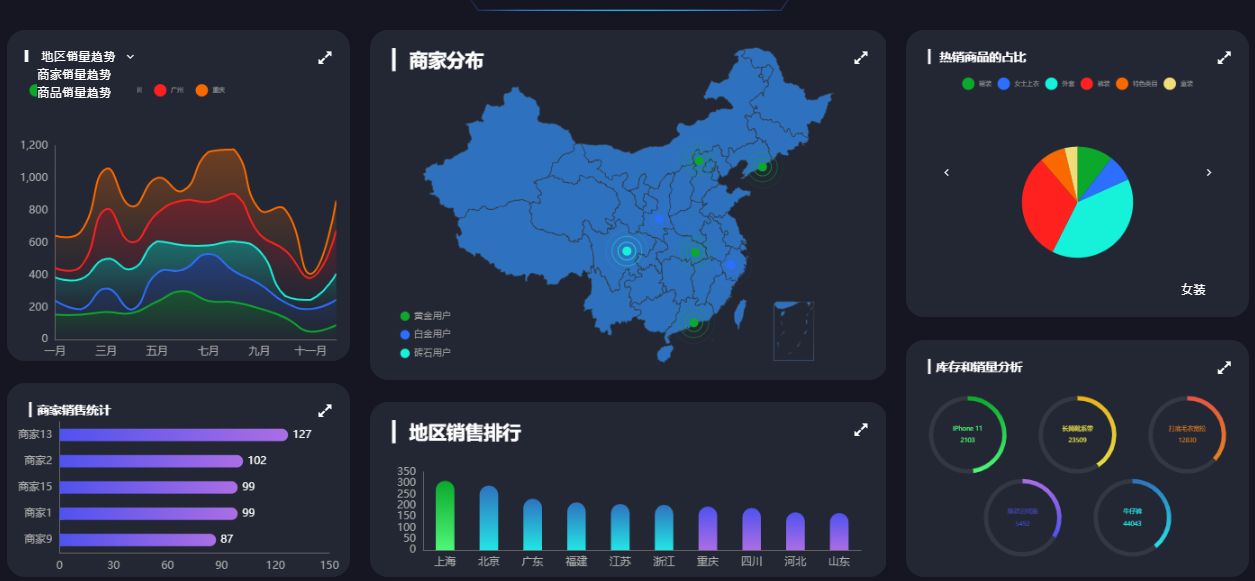 地区销量趋势
商家销量趋势
商品销量趋势
广州
重庆
1,200
1,000
800
600
400
200
0
一月 三月 五月 七月 九月 十一月
商家销售统计
商家13 127
商家2 102
商家15 99
商家1 99
商家9 87
0 30 60 90 120 150
商家分布
黄金用户
白金用户
砖石用户
地区销售排行
350
300
250
200
150
100
50
0
上海 北京 广东 福建 江苏 浙江 重庆 四川 河北 山东
热销商品的占比
女士上衣 外套 裤装 特色类目 童装
女装
库存和销量分析
iPhone 11
2103
长筒靴系带
23509
打底毛衣宽松
12830
5492
牛仔裤
44043